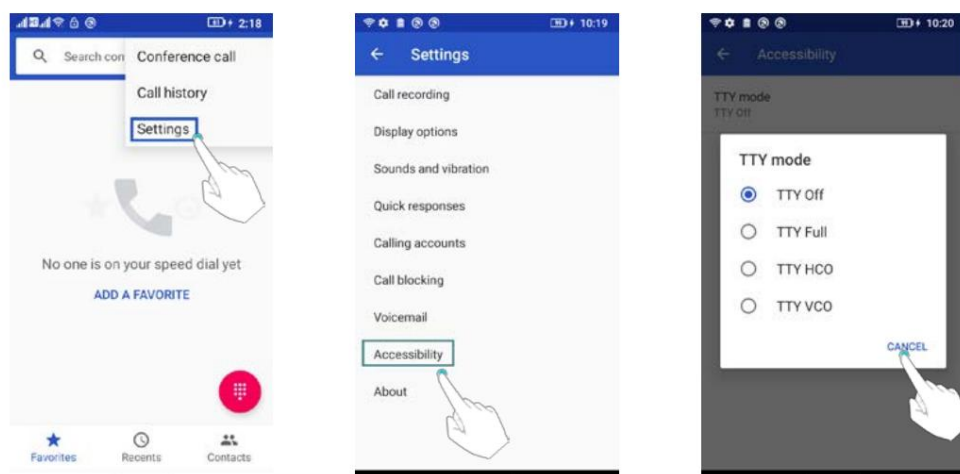 2:18
Search con
Conference call
Call history
Settings
No one is on your speed dial yet
ADD A FAVORITE
Favorites
Recents
Contacts
10:19
Settings
Call recording
Display options
Sounds and vibration
Quick responses
Calling accounts
Call blocking
Voicemail
Accessibility
About
10:20
Accessibility
TTY mode
TTY Off
TTY mode
TTY Off
TTY Full
TTY HCO
TTY VCO
CANCEL